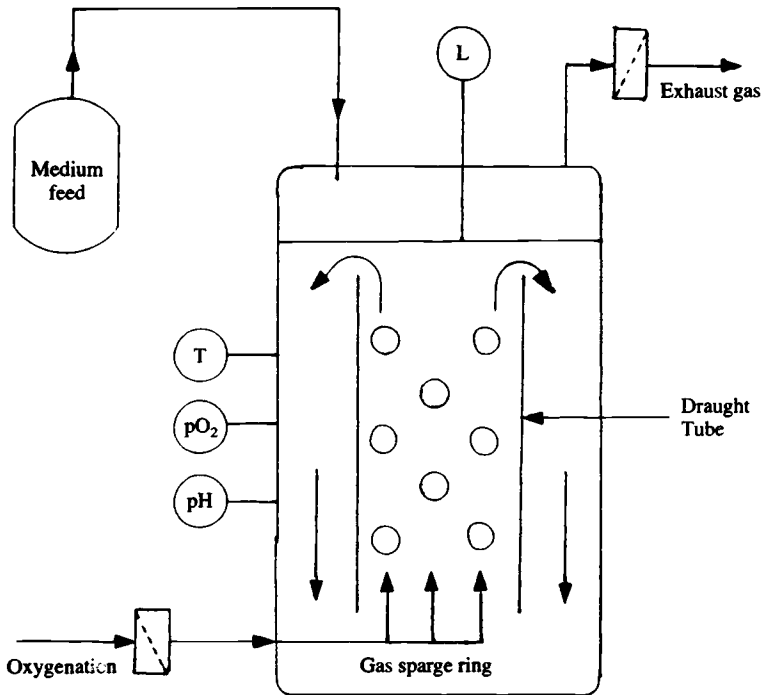 L
Exhaust gas
Medium
feed
T
pO₂
pH
Draught
Tube
Oxygenation
Gas sparge ring